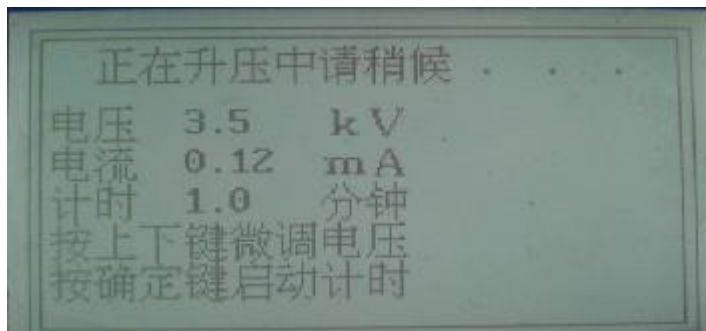 正在升压中请稍候 . . .
电压 3.5 kV
电流 0.12 mA
计时 1.0 分钟
按上下键微调电压
按确定键启动计时